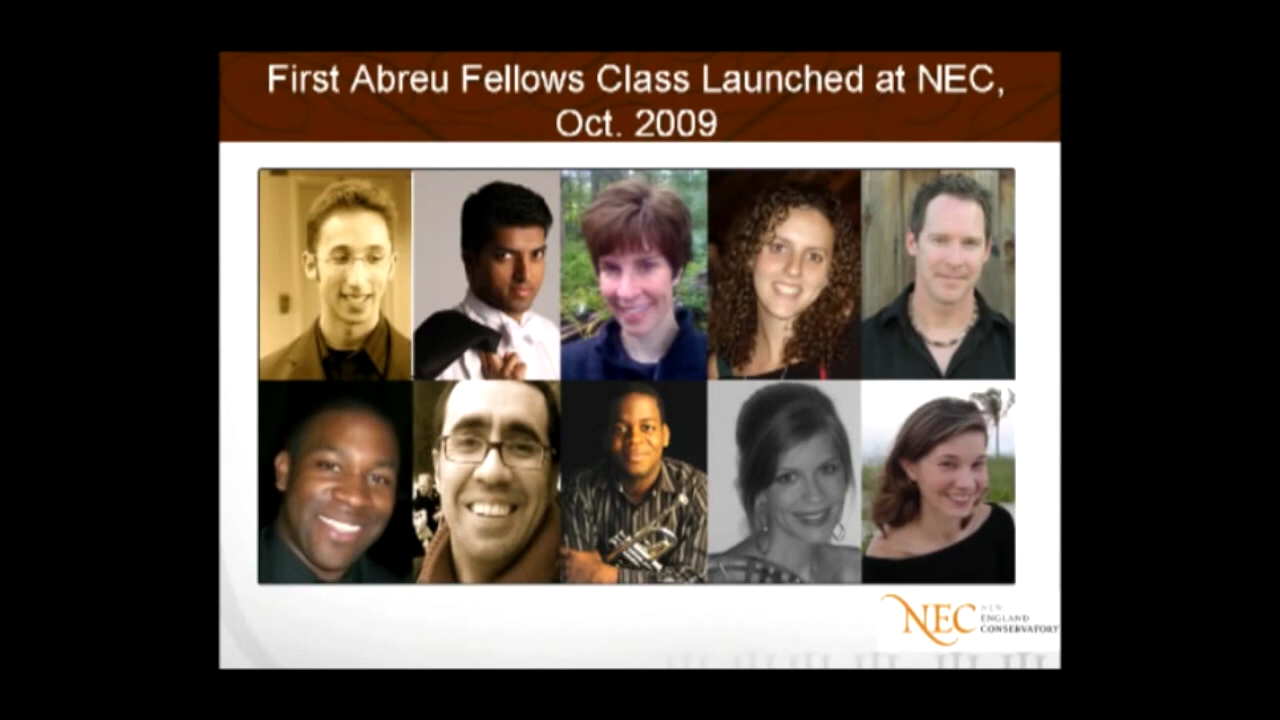 First Abreu Fellows Class Launched at NEC,
Oct. 2009
NEC
NEW
ENGLAND
CONSERVATORY